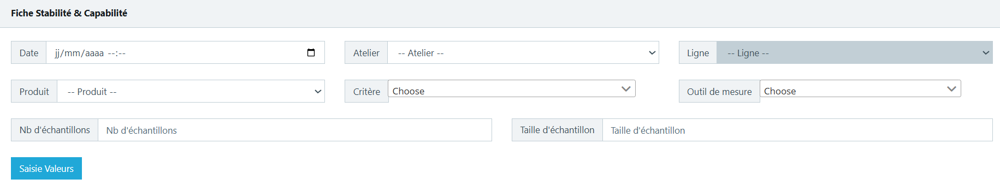 Fiche Stabilité & Capabilité
Date jj/mm/aaaa --:-- Atelier -- Atelier -- Ligne -- Ligne --
Produit -- Produit -- Critère Choose Outil de mesure Choose
Nb d'échantillons Nb d'échantillons Taille d'échantillon Taille d'échantillon
Saisie Valeurs